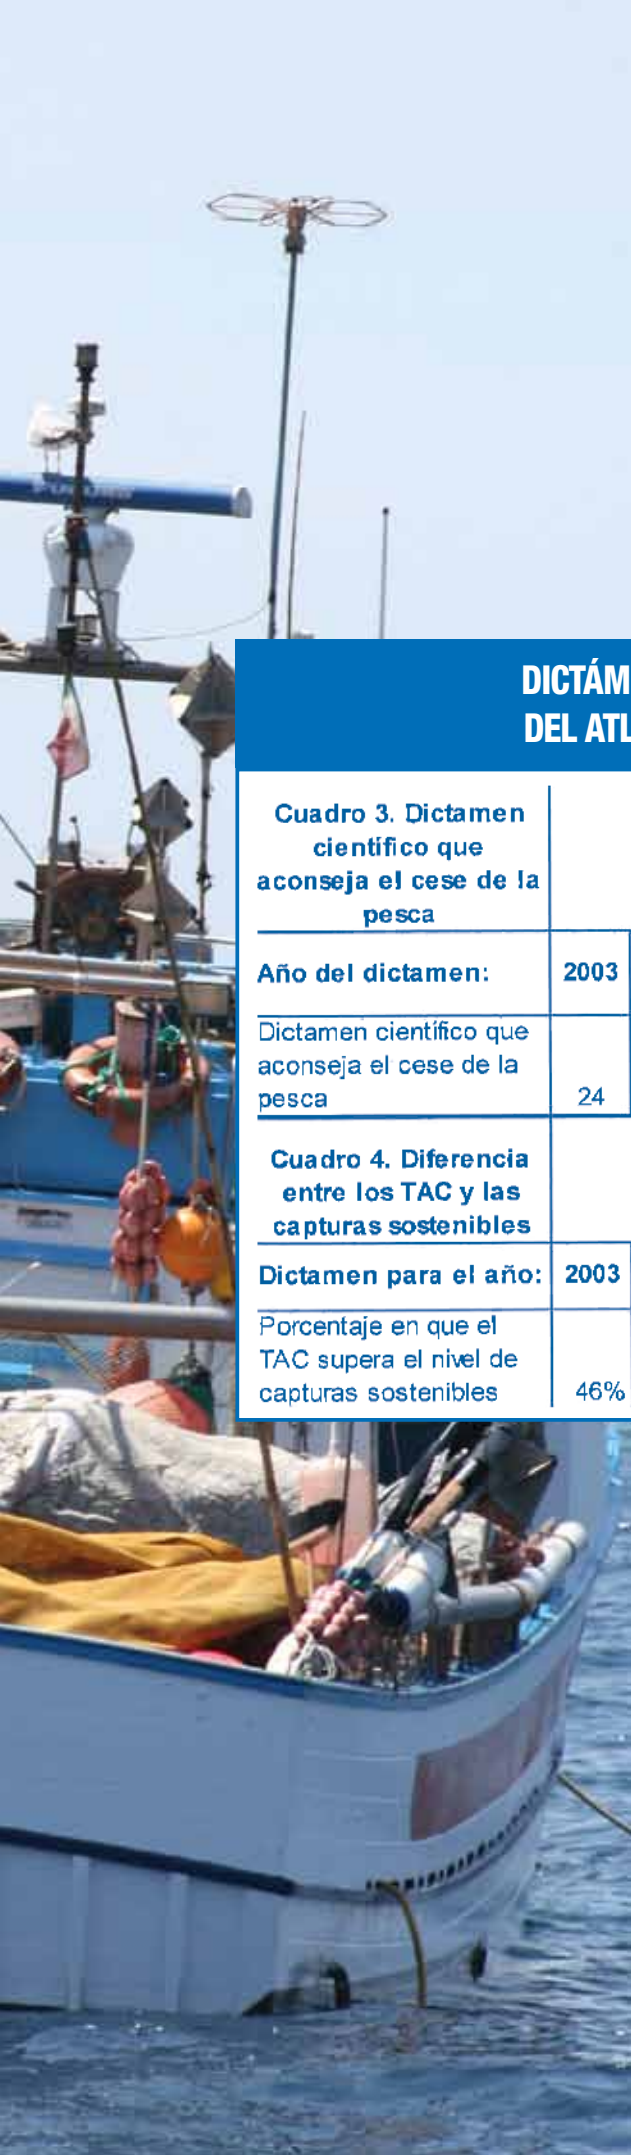 DICTÁM
DEL ATL
Cuadro 3. Dictamen
científico que
aconseja el cese de la
pesca
Año del dictamen: 2003
Dictamen científico que
aconseja el cese de la
pesca 24
Cuadro 4. Diferencia
entre los TAC y las
capturas sostenibles
Dictamen para el año: 2003
Porcentaje en que el
TAC supera el nivel de
capturas sostenibles 46%